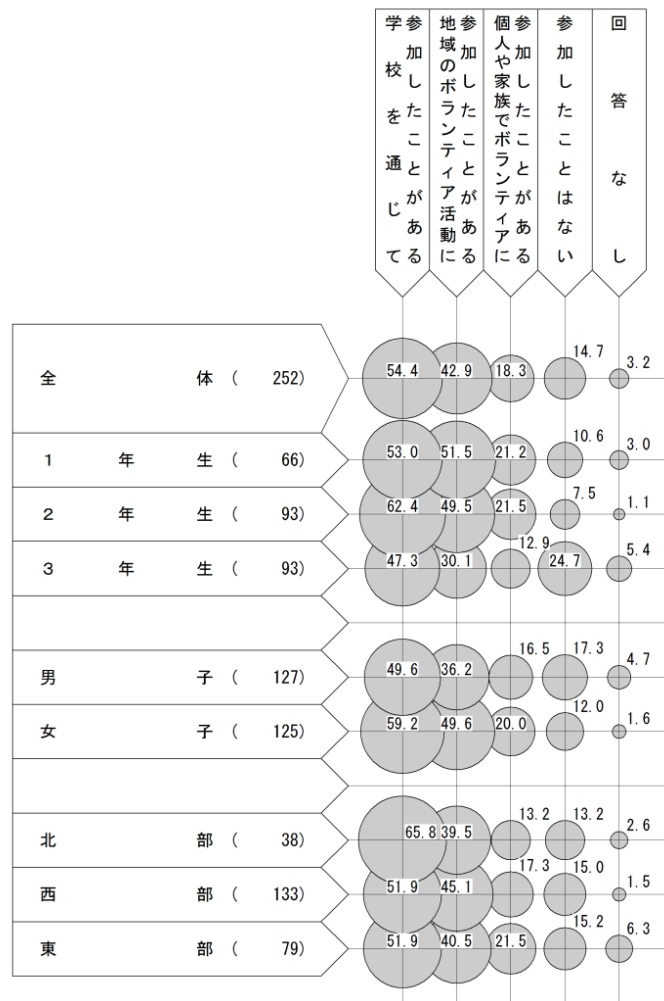 学校を通じて
参加したことがある
地域のボランティア活動に
参加したことがある
個人や家族でボランティアに
参加したことがある
参加したことはない
回答なし
全体(252) 54.4 42.9 18.3 14.7 3.2
1年生(66) 53.0 51.5 21.2 10.6 3.0
2年生(93) 62.4 49.5 21.5 7.5 1.1
3年生(93) 47.3 30.1 12.9 24.7 5.4
男子(127) 49.6 36.2 16.5 17.3 4.7
女子(125) 59.2 49.6 20.0 12.0 1.6
北部(38) 65.8 39.5 13.2 13.2 2.6
西部(133) 51.9 45.1 17.3 15.0 1.5
東部(79) 51.9 40.5 21.5 15.2 6.3